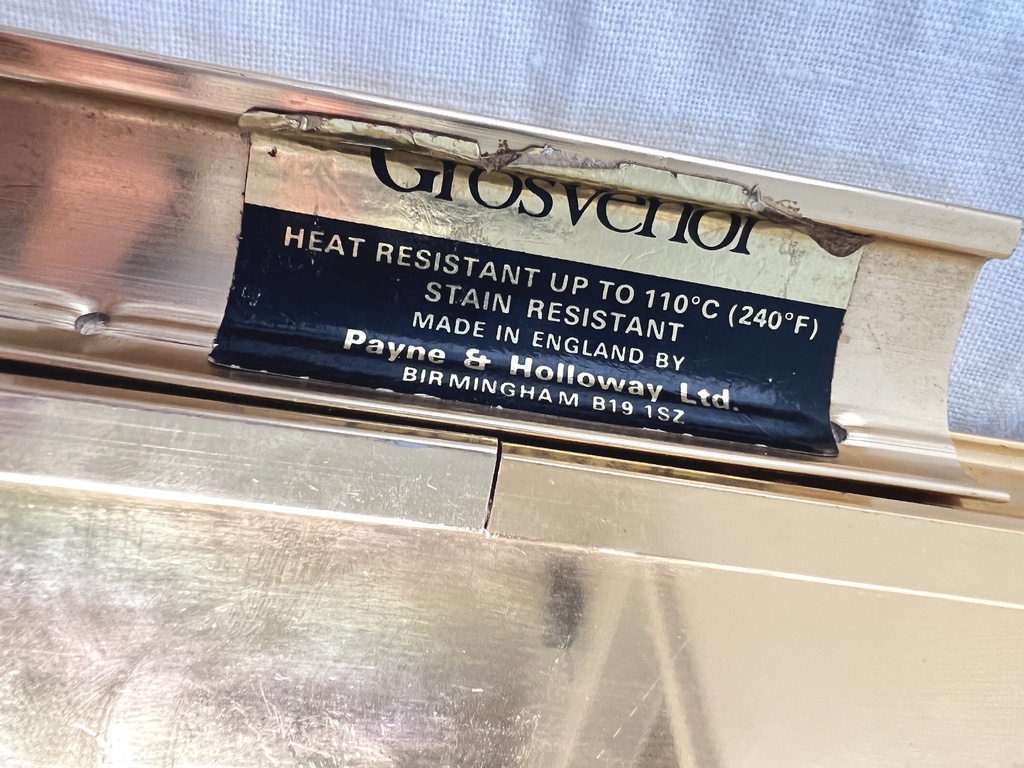 Grosvenor
HEAT RESISTANT UP TO 110°C (240°F)
STAIN RESISTANT
MADE IN ENGLAND BY
Payne & Holloway Ltd.
BIRMINGHAM B19 1SZ